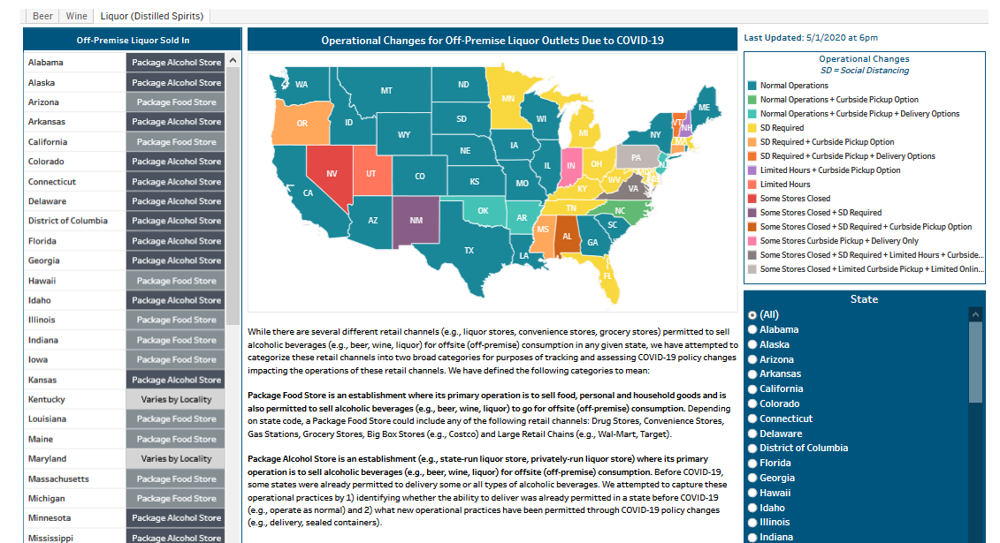 Beer
Wine
Liquor (Distilled Spirits)
Off-Premise Liquor Sold In
Alabama Package Alcohol Store
Alaska Package Alcohol Store
Arizona Package Food Store
Arkansas Package Alcohol Store
California Package Food Store
Colorado Package Alcohol Store
Connecticut Package Alcohol Store
Delaware Package Alcohol Store
District of Columbia Package Alcohol Store
Florida Package Alcohol Store
Georgia Package Alcohol Store
Hawaii Package Food Store
Idaho Package Alcohol Store
Illinois Package Food Store
Indiana Package Food Store
Iowa Package Food Store
Kansas Package Alcohol Store
Kentucky Varies by Locality
Louisiana Package Food Store
Maine Package Food Store
Maryland Varies by Locality
Massachusetts Package Food Store
Michigan Package Food Store
Minnesota Package Alcohol Store
Mississippi Package Alcohol Store
Operational Changes for Off-Premise Liquor Outlets Due to COVID-19
WA
MT
ND
MN
ME
OR
ID
SD
WI
MI
VT
NH
WY
NY
MA
IA
NE
PA
NJ
NV
UT
CO
IL
IN
OH
KS
MO
WV
VA
CA
KY
AZ
NM
OK
AR
TN
NC
MS
AL
GA
SC
TX
LA
FL
While there are several different retail channels (e.g., liquor stores, convenience stores, grocery stores) permitted to sell
alcoholic beverages (e.g., beer, wine, liquor) for offsite (off-premise) consumption in any given state, we have attempted to
categorize these retail channels into two broad categories for purposes of tracking and assessing COVID-19 policy changes
impacting the operations of these retail channels. We have defined the following categories to mean:
Package Food Store is an establishment where its primary operation is to sell food, personal and household goods and is
also permitted to sell alcoholic beverages (e.g., beer, wine, liquor) to go for offsite (off-premise) consumption. Depending
on state code, a Package Food Store could include any of the following retail channels: Drug Stores, Convenience Stores,
Gas Stations, Grocery Stores, Big Box Stores (e.g., Costco) and Large Retail Chains (e.g., Wal-Mart, Target).
Package Alcohol Store is an establishment (e.g., state-run liquor store, privately-run liquor store) where its primary
operation is to sell alcoholic beverages (e.g., beer, wine, liquor) for offsite (off-premise) consumption. Before COVID-19,
some states were already permitted to delivery some or all types of alcoholic beverages. We attempted to capture these
operational practices by 1) identifying whether the ability to deliver was already permitted in a state before COVID-19
(e.g., operate as normal) and 2) what new operational practices have been permitted through COVID-19 policy changes
(e.g., delivery, sealed containers).
Last Updated: 5/1/2020 at 6pm
Operational Changes
SD = Social Distancing
Normal Operations
Normal Operations + Curbside Pickup Option
Normal Operations + Curbside Pickup + Delivery Options
SD Required
SD Required + Curbside Pickup Option
SD Required + Curbside Pickup + Delivery Options
Limited Hours + Curbside Pickup Option
Limited Hours
Some Stores Closed
Some Stores Closed + SD Required
Some Stores Closed + SD Required + Curbside Pickup Option
Some Stores Curbside Pickup + Delivery Only
Some Stores Closed + SD Required + Limited Hours + Curbside...
Some Stores Closed + Limited Curbside Pickup + Limited Onlin...
State
(All)
Alabama
Alaska
Arizona
Arkansas
California
Colorado
Connecticut
Delaware
District of Columbia
Florida
Georgia
Hawaii
Idaho
Illinois
Indiana